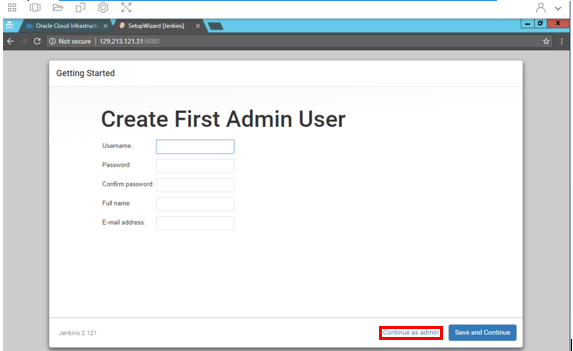 Oracle Cloud Infrastruct
SetupWizard [Jenkins]
Not secure | 129.213.121.31:8080
Getting Started
Create First Admin User
Username:
Password:
Confirm password:
Full name:
E-mail address:
Jenkins 2.121
Continue as admin
Save and Continue